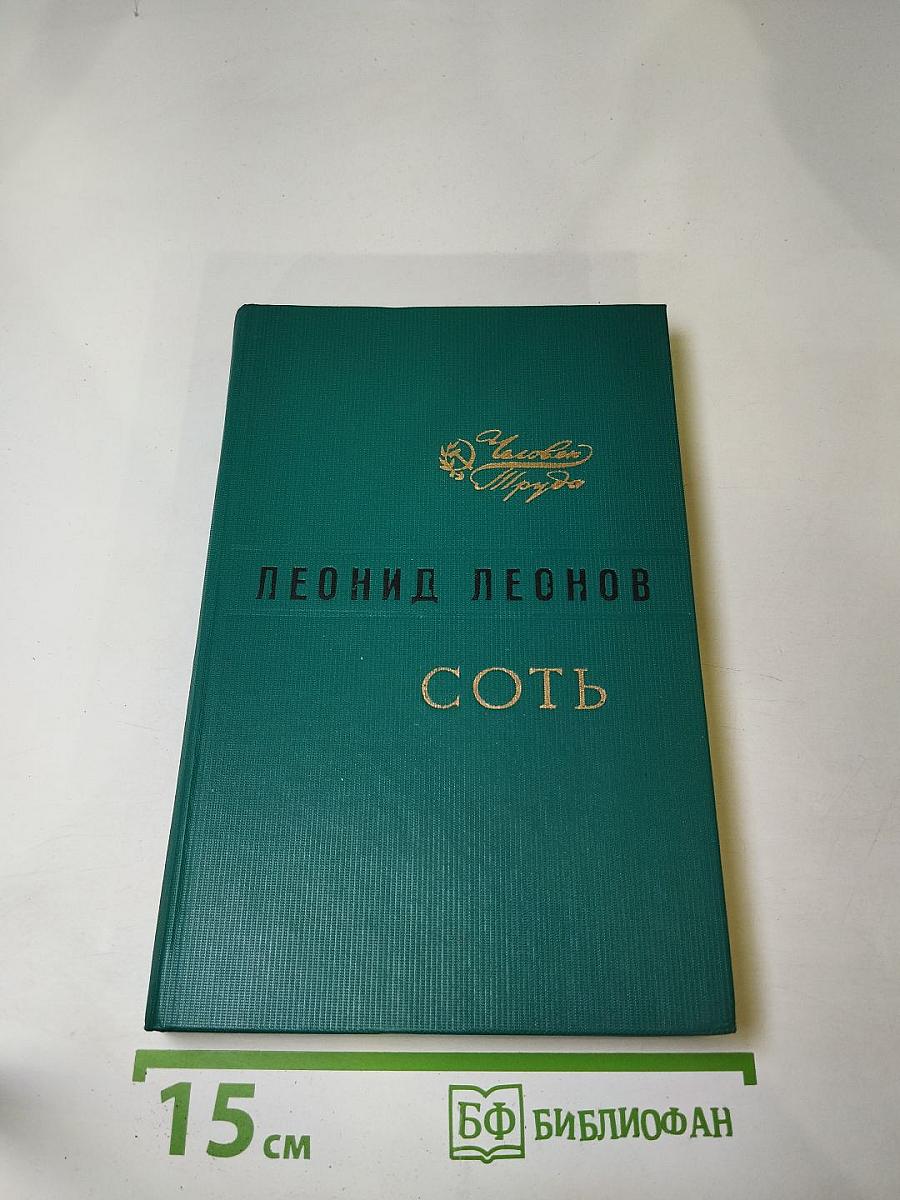 Человек
Труда
ЛЕОНИД ЛЕОНОВ
СОТЬ
15 см
БФ БИБЛИОФАН